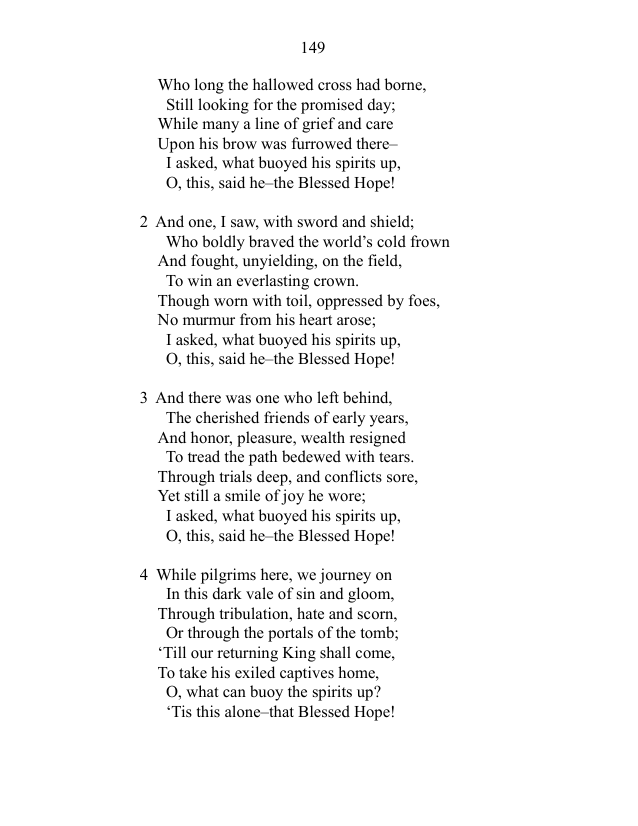 149
Who long the hallowed cross had borne,
Still looking for the promised day;
While many a line of grief and care
Upon his brow was furrowed there–
I asked, what buoyed his spirits up,
O, this, said he–the Blessed Hope!
2 And one, I saw, with sword and shield;
Who boldly braved the world’s cold frown
And fought, unyielding, on the field,
To win an everlasting crown.
Though worn with toil, oppressed by foes,
No murmur from his heart arose;
I asked, what buoyed his spirits up,
O, this, said he–the Blessed Hope!
3 And there was one who left behind,
The cherished friends of early years,
And honor, pleasure, wealth resigned
To tread the path bedewed with tears.
Through trials deep, and conflicts sore,
Yet still a smile of joy he wore;
I asked, what buoyed his spirits up,
O, this, said he–the Blessed Hope!
4 While pilgrims here, we journey on
In this dark vale of sin and gloom,
Through tribulation, hate and scorn,
Or through the portals of the tomb;
‘Till our returning King shall come,
To take his exiled captives home,
O, what can buoy the spirits up?
‘Tis this alone–that Blessed Hope!